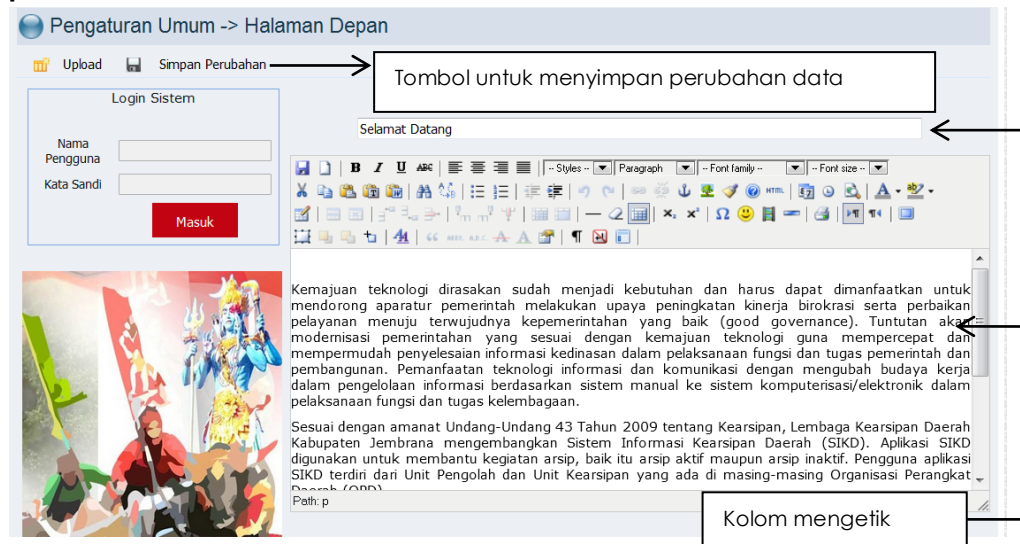 Pengaturan Umum -> Halaman Depan
Upload Simpan Perubahan
Tombol untuk menyimpan perubahan data
Login Sistem
Nama
Pengguna
Kata Sandi
Masuk
Selamat Datang
B I U ABC -- Styles -- Paragraph -- Font family -- -- Font size --
HTML
Kemajuan teknologi dirasakan sudah menjadi kebutuhan dan harus dapat dimanfaatkan untuk
mendorong aparatur pemerintah melakukan upaya peningkatan kinerja birokrasi serta perbaikan
pelayanan menuju terwujudnya kepemerintahan yang baik (good governance). Tuntutan akan
modernisasi pemerintahan yang sesuai dengan kemajuan teknologi guna mempercepat dan
mempermudah penyelesaian informasi kedinasan dalam pelaksanaan fungsi dan tugas pemerintah dan
pembangunan. Pemanfaatan teknologi informasi dan komunikasi dengan mengubah budaya kerja
dalam pengelolaan informasi berdasarkan sistem manual ke sistem komputerisasi/elektronik dalam
pelaksanaan fungsi dan tugas kelembagaan.
Sesuai dengan amanat Undang-Undang 43 Tahun 2009 tentang Kearsipan, Lembaga Kearsipan Daerah
Kabupaten Jembrana mengembangkan Sistem Informasi Kearsipan Daerah (SIKD). Aplikasi SIKD
digunakan untuk membantu kegiatan arsip, baik itu arsip aktif maupun arsip inaktif. Pengguna aplikasi
SIKD terdiri dari Unit Pengolah dan Unit Kearsipan yang ada di masing-masing Organisasi Perangkat
Daerah (OPD)
Path: p
Kolom mengetik